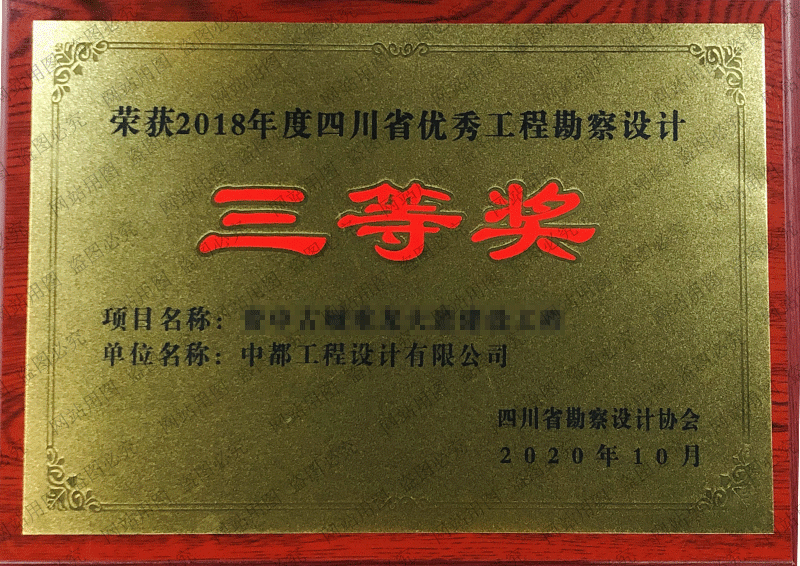 荣获2018年度四川省优秀工程勘察设计
三等奖
项目名称：
单位名称：中都工程设计有限公司
四川省勘察设计协会
2020年10月